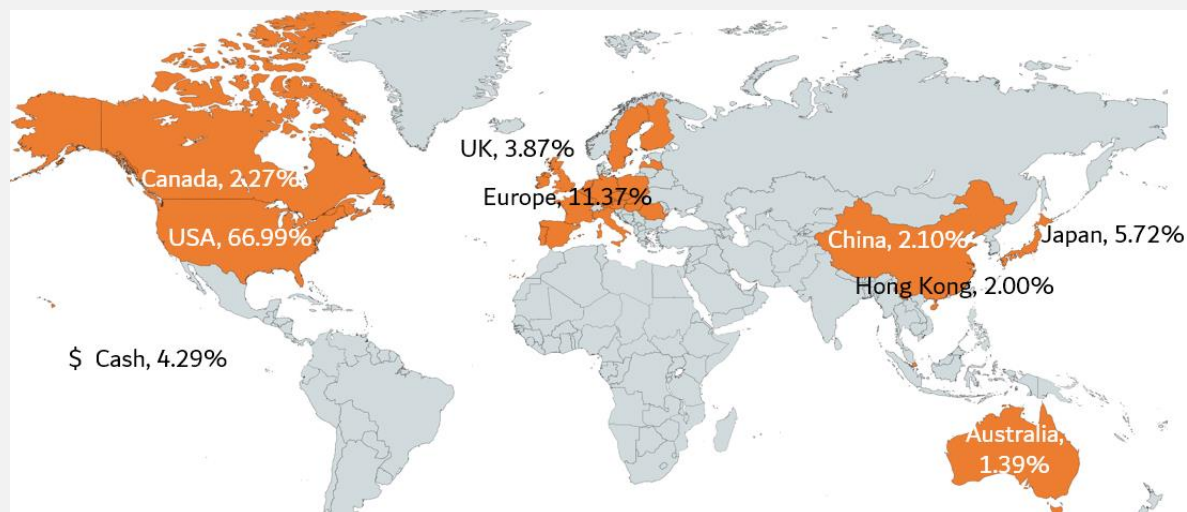 UK, 3.87%
Canada, 2.27%
Europe, 11.37%
USA, 66.99%
China, 2.10%
Japan, 5.72%
Hong Kong, 2.00%
$ Cash, 4.29%
Australia,
1.39%